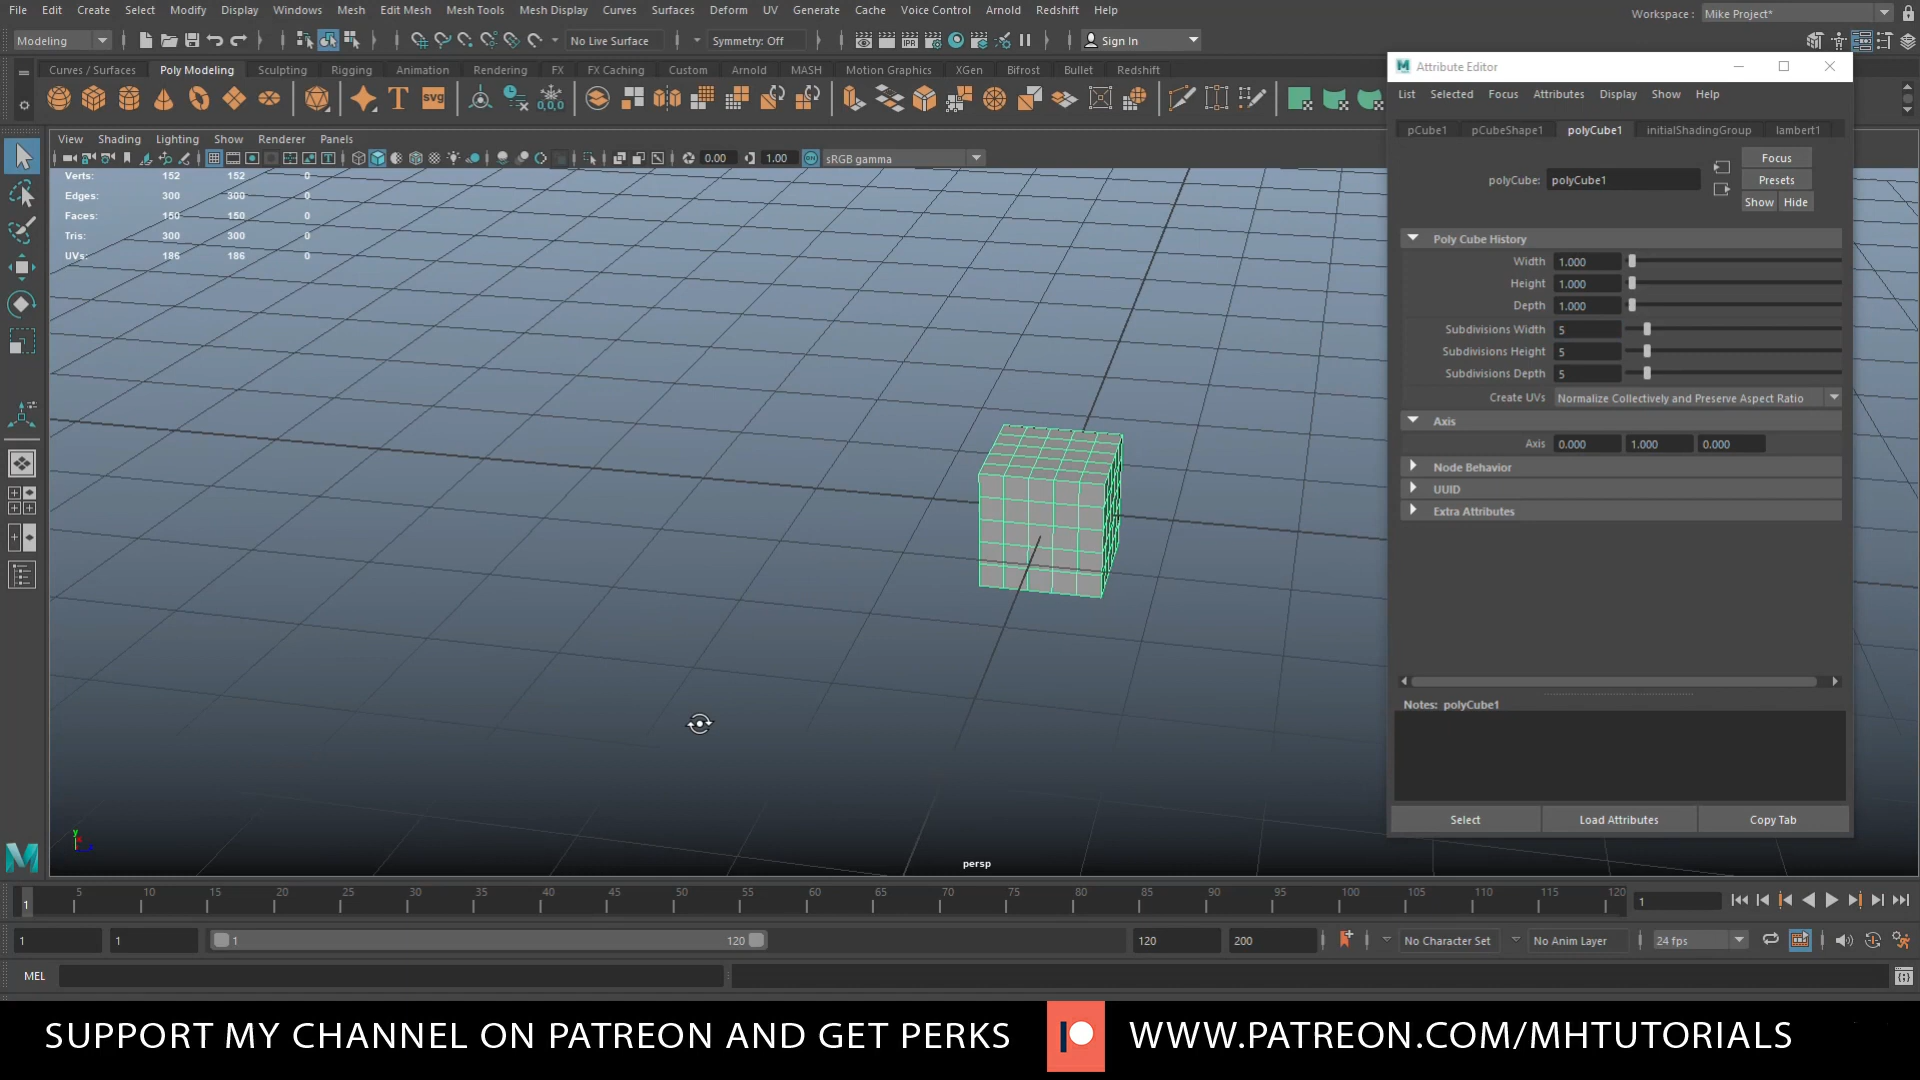 File Edit Create Select Modify Display Windows Mesh Edit Mesh Mesh Tools Mesh Display Curves Surfaces Deform UV Generate Cache Voice Control Arnold Redshift Help
Workspace : Mike Project*
Modeling No Live Surface Symmetry: Off Sign In
IPR
Curves / Surfaces Poly Modeling Sculpting Rigging Animation Rendering FX FX Caching Custom Arnold MASH Motion Graphics XGen Bifrost Bullet Redshift
T SVG 0,0,0
View Shading Lighting Show Renderer Panels
0.00 1.00 sRGB gamma
Verts: 152 152 0
Edges: 300 300 0
Faces: 150 150 0
Tris: 300 300 0
UVs: 186 186 0
y
persp
Attribute Editor
List Selected Focus Attributes Display Show Help
pCube1 pCubeShape1 polyCube1 initialShadingGroup lambert1
polyCube: polyCube1
Focus
Presets
Show Hide
Poly Cube History
Width 1.000
Height 1.000
Depth 1.000
Subdivisions Width 5
Subdivisions Height 5
Subdivisions Depth 5
Create UVs Normalize Collectively and Preserve Aspect Ratio
Axis
Axis 0.000 1.000 0.000
Node Behavior
UUID
Extra Attributes
Notes: polyCube1
Select Load Attributes Copy Tab
1 5 10 15 20 25 30 35 40 45 50 55 60 65 70 75 80 85 90 95 100 105 110 115 120 1
1 1 1 120 120 200 No Character Set No Anim Layer 24 fps
MEL
SUPPORT MY CHANNEL ON PATREON AND GET PERKS WWW.PATREON.COM/MHTUTORIALS